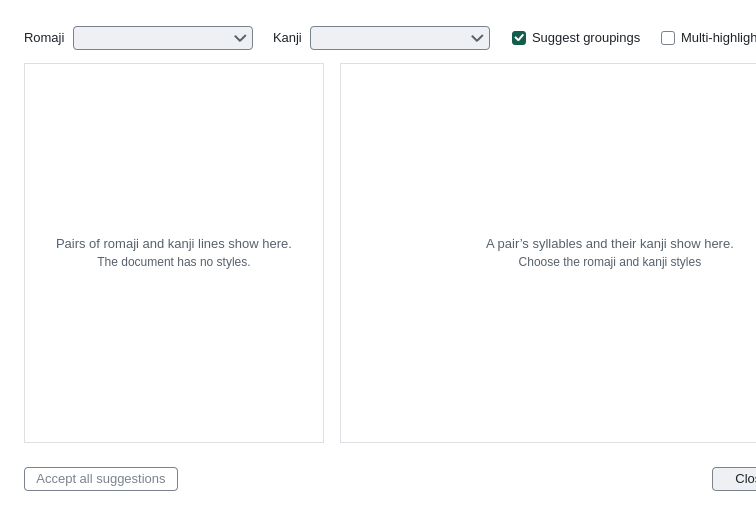 Romaji
Kanji
Suggest groupings
Multi-highligh
Pairs of romaji and kanji lines show here.
The document has no styles.
A pair’s syllables and their kanji show here.
Choose the romaji and kanji styles
Accept all suggestions
Clos